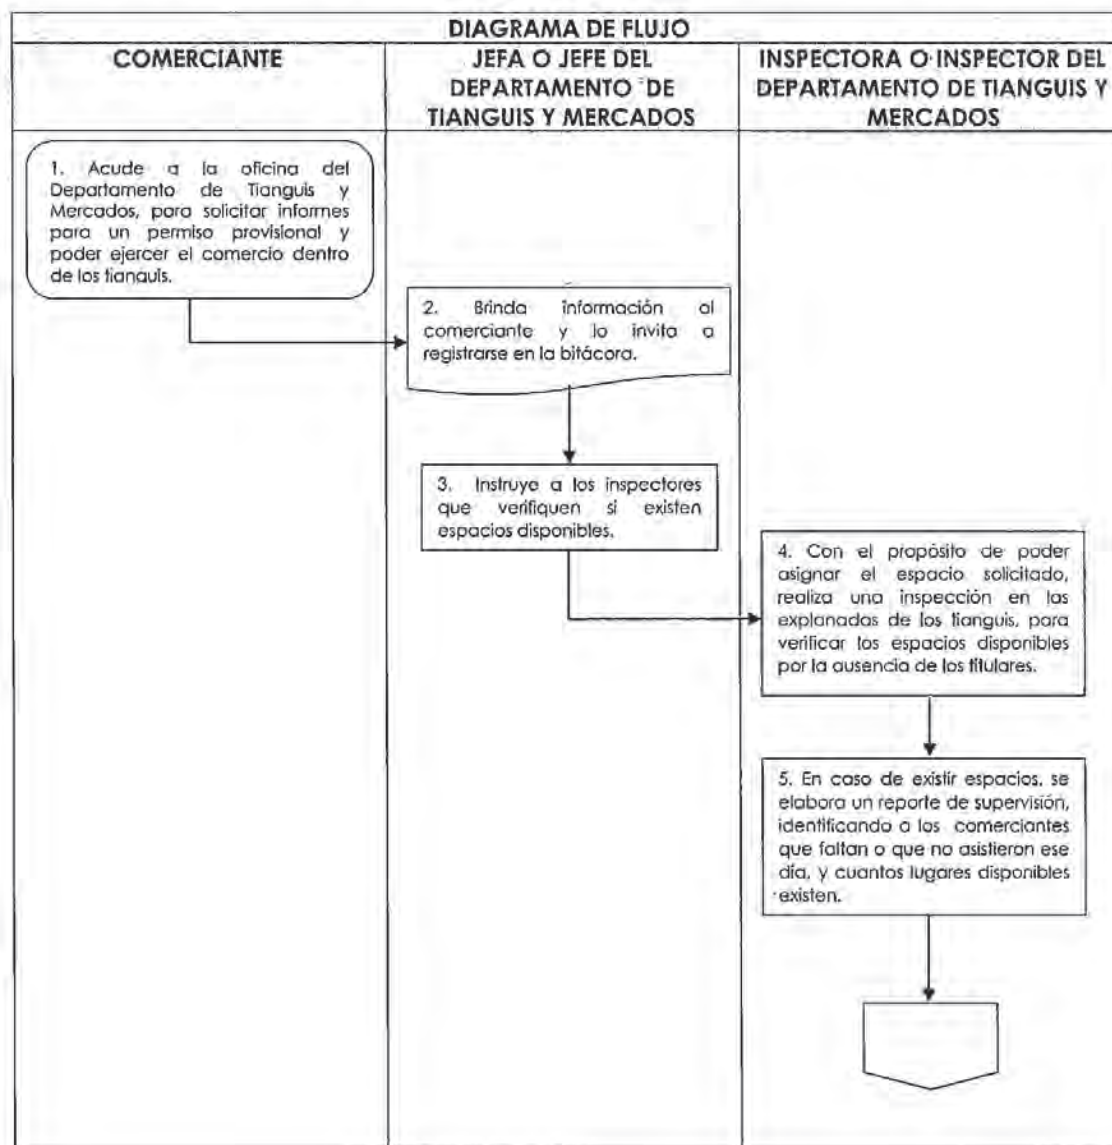 DIAGRAMA DE FLUJO
COMERCIANTE
JEFA O JEFE DEL
DEPARTAMENTO DE
TIANGUIS Y MERCADOS
INSPECTORA O INSPECTOR DEL
DEPARTAMENTO DE TIANGUIS Y
MERCADOS
1. Acude a la oficina del
Departamento de Tianguis y
Mercados, para solicitar informes
para un permiso provisional y
poder ejercer el comercio dentro
de los tianguis.
2. Brinda información al
comerciante y lo invita a
registrarse en la bitácora.
3. Instruye a los inspectores
que verifiquen si existen
espacios disponibles.
4. Con el propósito de poder
asignar el espacio solicitado,
realiza una inspección en las
explanadas de los tianguis, para
verificar los espacios disponibles
por la ausencia de los titulares.
5. En caso de existir espacios, se
elabora un reporte de supervisión,
identificando a los comerciantes
que faltan o que no asistieron ese
día, y cuantos lugares disponibles
existen.